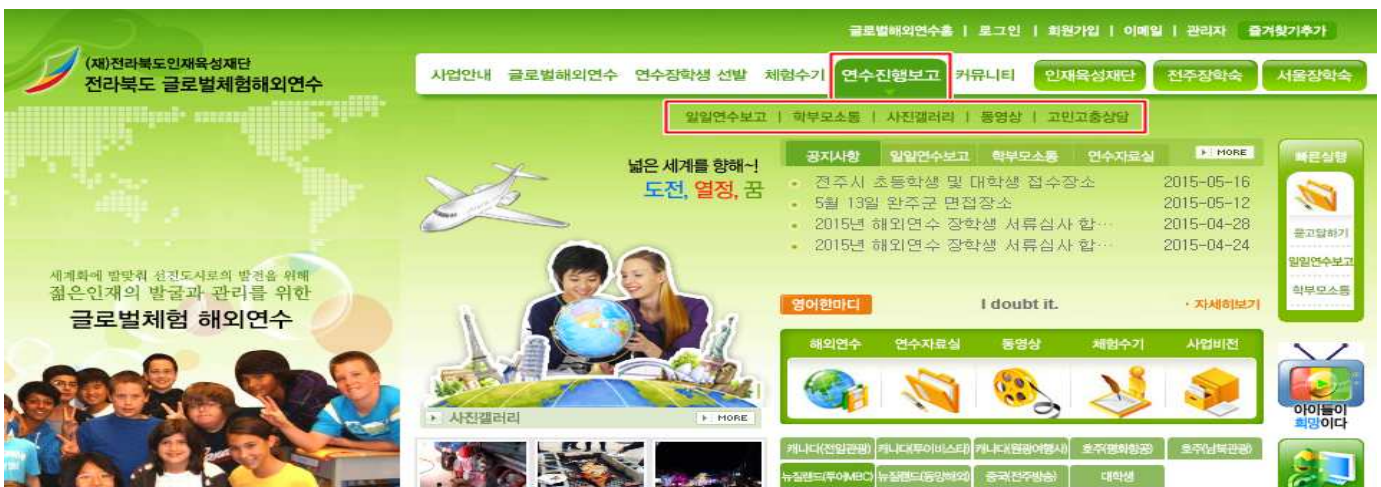 글로벌해외연수홈 | 로그인 | 회원가입 | 이메일 | 관리자 즐겨찾기추가
(재)전라북도인재육성재단
전라북도 글로벌체험해외연수
사업안내 글로벌해외연수 연수장학생 선발 체험수기 연수진행보고 커뮤니티 인재육성재단 전주장학숙 서울장학숙
일일연수보고 | 학부모소통 | 사진갤러리 | 동영상 | 고민고충상담
넓은 세계를 향해~!
도전, 열정, 꿈
공지사항 일일연수보고 학부모소통 연수자료실 MORE
전주시 초등학생 및 대학생 접수장소 2015-05-16
5월 13일 완주군 면접장소 2015-05-12
2015년 해외연수 장학생 서류심사 합… 2015-04-28
2015년 해외연수 장학생 서류심사 합… 2015-04-24
빠른실행
묻고답하기
일일연수보고
학부모소통
세계화에 발맞춰 선진도시로의 발전을 위해
젊은인재의 발굴과 관리를 위한
글로벌체험 해외연수
영어한마디 I doubt it. · 자세히보기
해외연수 연수자료실 동영상 체험수기 사업비전
아이들이
희망이다
사진갤러리 MORE
캐나다(전일관광) 캐나다(투어비스타) 캐나다(원광여행사) 호주(평화항공) 호주(남북관광)
뉴질랜드(투어MBC) 뉴질랜드(동양해외) 중국(전주방송) 대학생